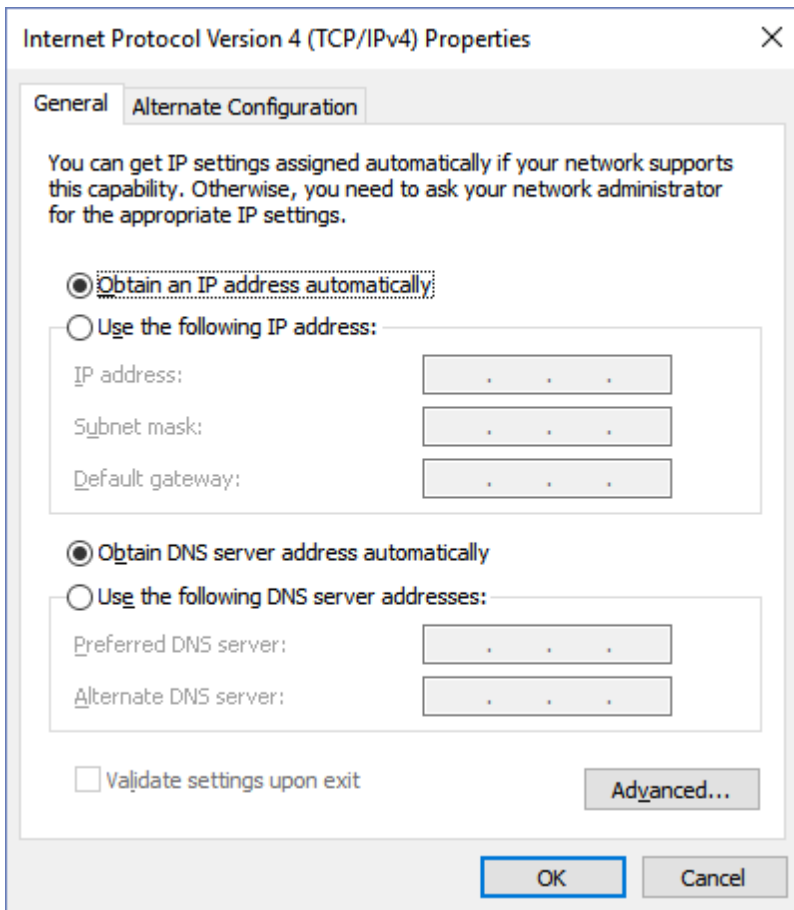 Internet Protocol Version 4 (TCP/IPv4) Properties
General
Alternate Configuration
You can get IP settings assigned automatically if your network supports
this capability. Otherwise, you need to ask your network administrator
for the appropriate IP settings.
Obtain an IP address automatically
Use the following IP address:
IP address:
. . .
Subnet mask:
. . .
Default gateway:
. . .
Obtain DNS server address automatically
Use the following DNS server addresses:
Preferred DNS server:
. . .
Alternate DNS server:
. . .
Validate settings upon exit
Advanced...
OK
Cancel